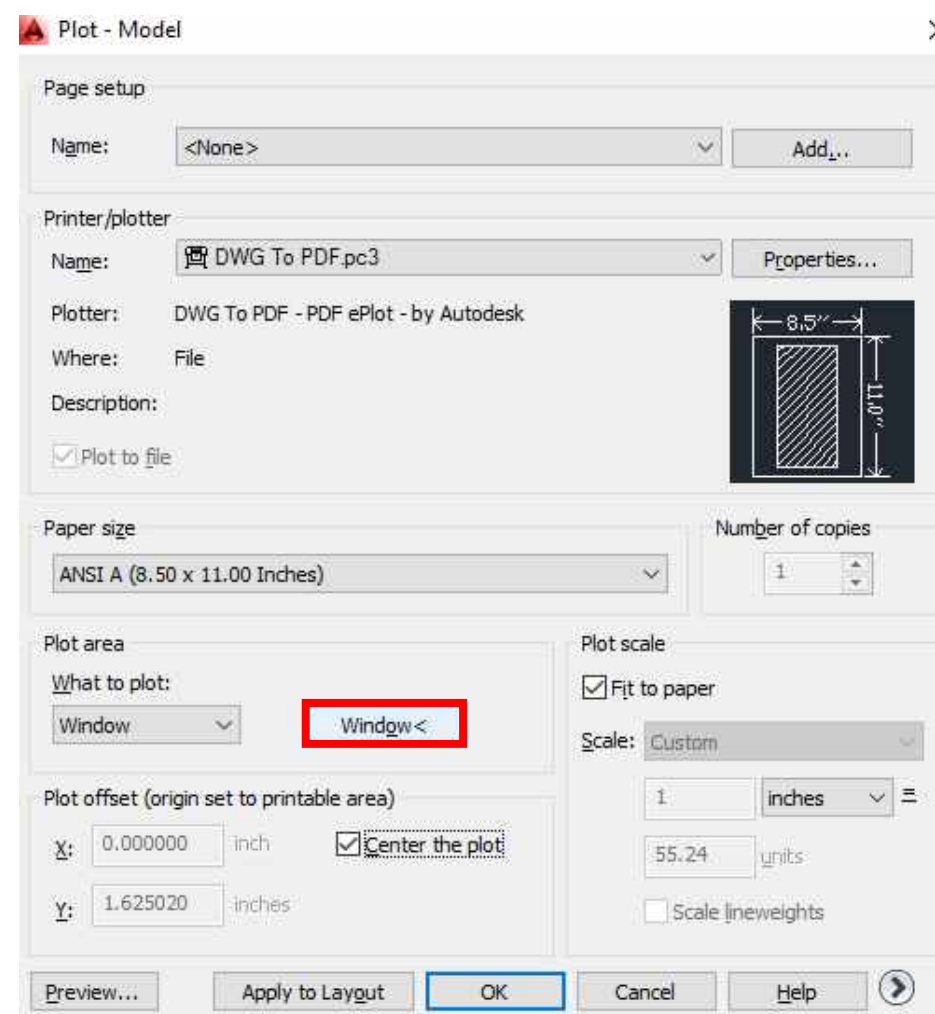 Plot - Model
Page setup
Name: <None> Add...
Printer/plotter
Name: DWG To PDF.pc3 Properties...
Plotter: DWG To PDF - PDF ePlot - by Autodesk
Where: File
Description:
Plot to file
8.5''
11.0''
Paper size
ANSI A (8.50 x 11.00 Inches)
Number of copies
1
Plot area
What to plot:
Window Window<
Plot scale
Fit to paper
Scale: Custom
1 inches =
55.24 units
Scale lineweights
Plot offset (origin set to printable area)
X: 0.000000 inch Center the plot
Y: 1.625020 inches
Preview... Apply to Layout OK Cancel Help